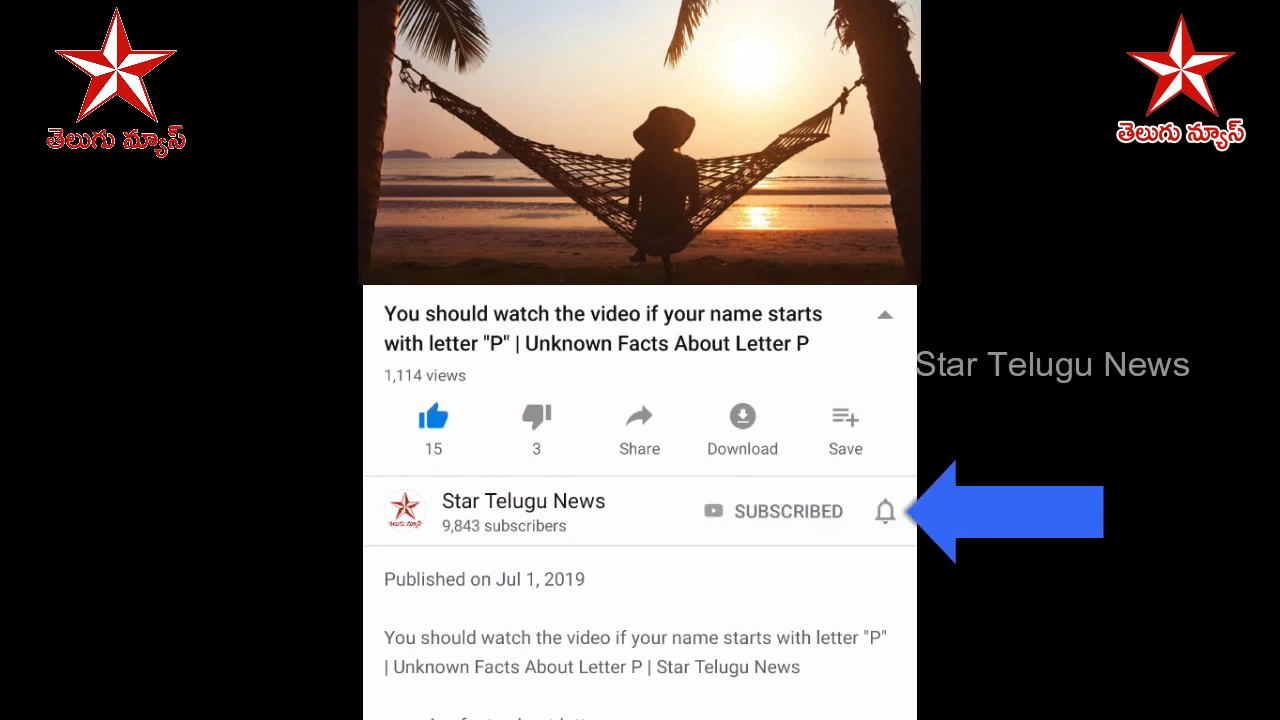 తెలుగు న్యూస్
తెలుగు న్యూస్
You should watch the video if your name starts
with letter "P" | Unknown Facts About Letter P
1,114 views
15
3
Share
Download
Save
Star Telugu News
Star Telugu News
9,843 subscribers
SUBSCRIBED
తెలుగు న్యూస్
Published on Jul 1, 2019
You should watch the video if your name starts with letter "P"
| Unknown Facts About Letter P | Star Telugu News